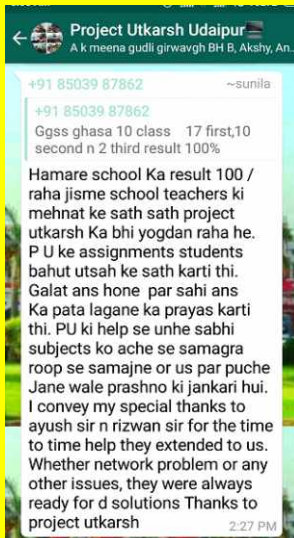 Project Utkarsh Udaipur
A k meena gudli girwavgh BH B, Akshy, An..
+91 85039 87862 ~sunila
+91 85039 87862
Ggss ghasa 10 class 17 first,10
second n 2 third result 100%
Hamare school Ka result 100 /
raha jisme school teachers ki
mehnat ke sath sath project
utkarsh Ka bhi yogdan raha he.
P U ke assignments students
bahut utsah ke sath karti thi.
Galat ans hone par sahi ans
Ka pata lagane ka prayas karti
thi. PU ki help se unhe sabhi
subjects ko ache se samagra
roop se samajne or us par puche
Jane wale prashno ki jankari hui.
I convey my special thanks to
ayush sir n rizwan sir for the time
to time help they extended to us.
Whether network problem or any
other issues, they were always
ready for d solutions Thanks to
project utkarsh
2:27 PM